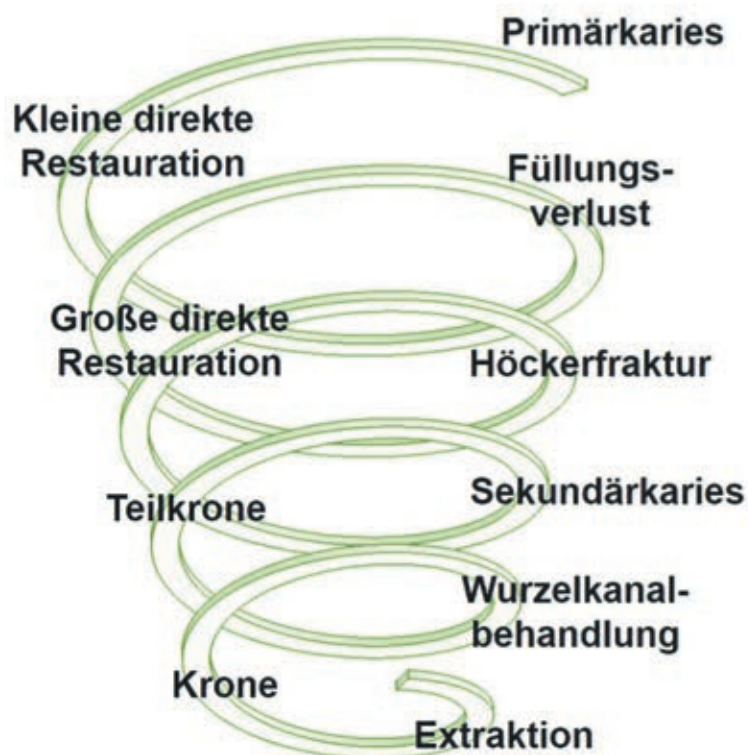 Primärkaries
Kleine direkte
Restauration
Füllungs-
verlust
Große direkte
Restauration
Höckerfraktur
Teilkrone
Sekundärkaries
Wurzelkanal-
behandlung
Krone
Extraktion